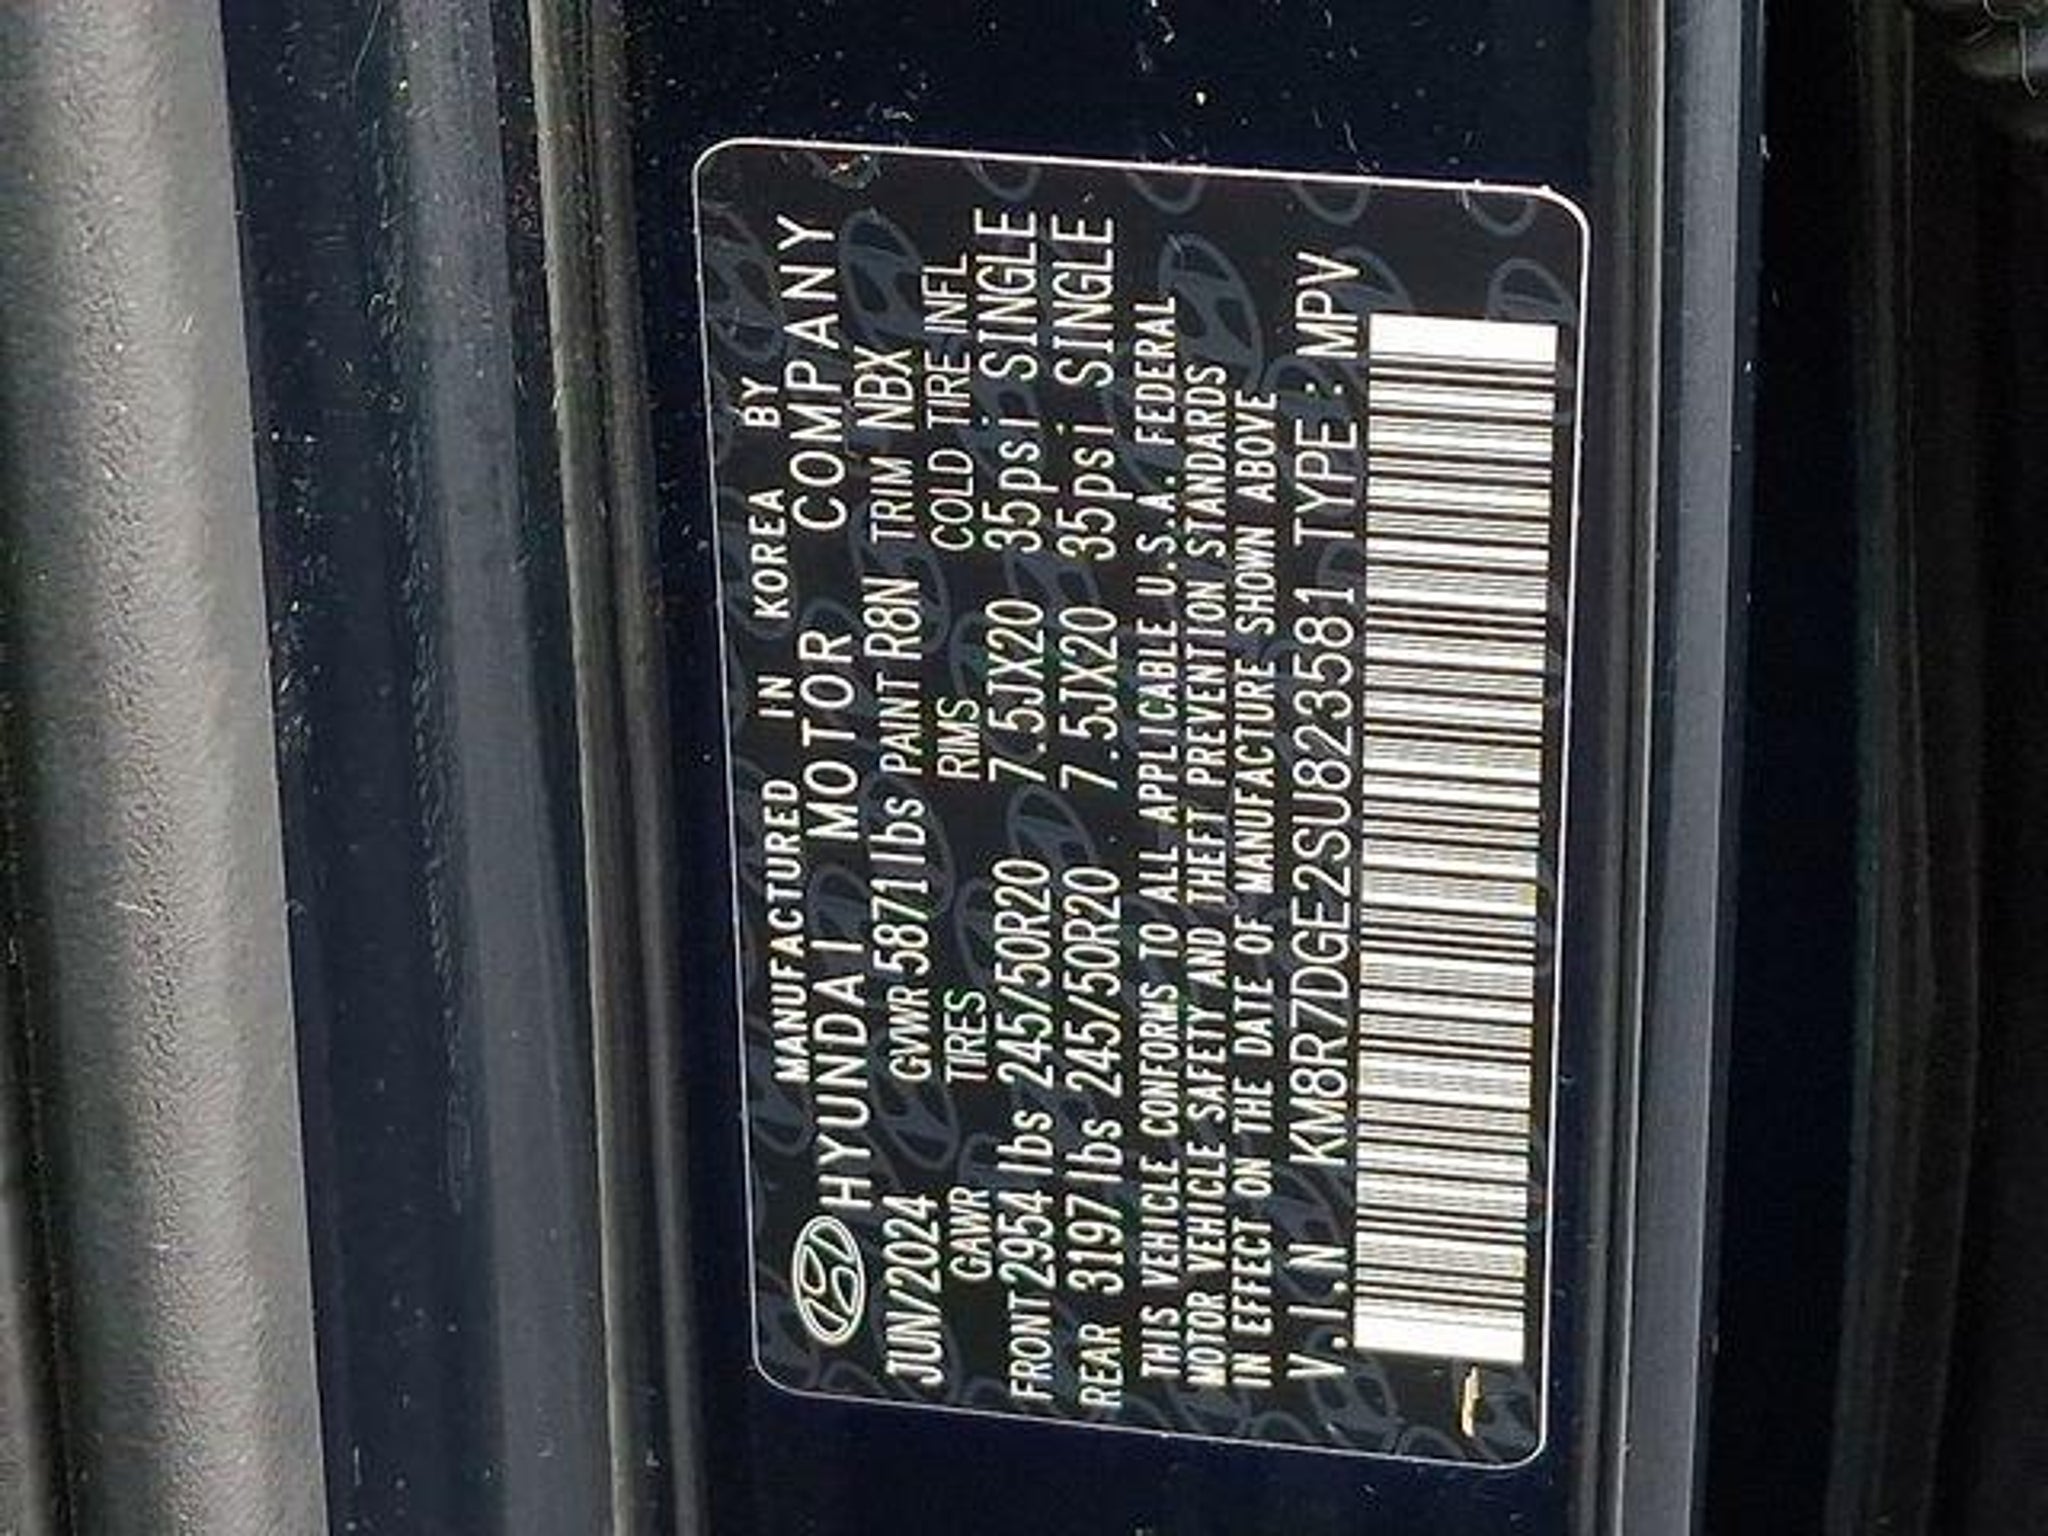 MANUFACTURED IN KOREA BY
HYUNDAI MOTOR COMPANY
JUN/2024 GVWR 5871lbs PAINT R8N TRIM NBX
GAWR TIRES RIMS COLD TIRE INFL
FRONT 2954 lbs 245/50R20 7.5JX20 35psi SINGLE
REAR 3197 lbs 245/50R20 7.5JX20 35psi SINGLE
THIS VEHICLE CONFORMS TO ALL APPLICABLE U.S.A. FEDERAL
MOTOR VEHICLE SAFETY AND THEFT PREVENTION STANDARDS
IN EFFECT ON THE DATE OF MANUFACTURE SHOWN ABOVE
V.I.N KM8R7DGE2SU823581 TYPE: MPV